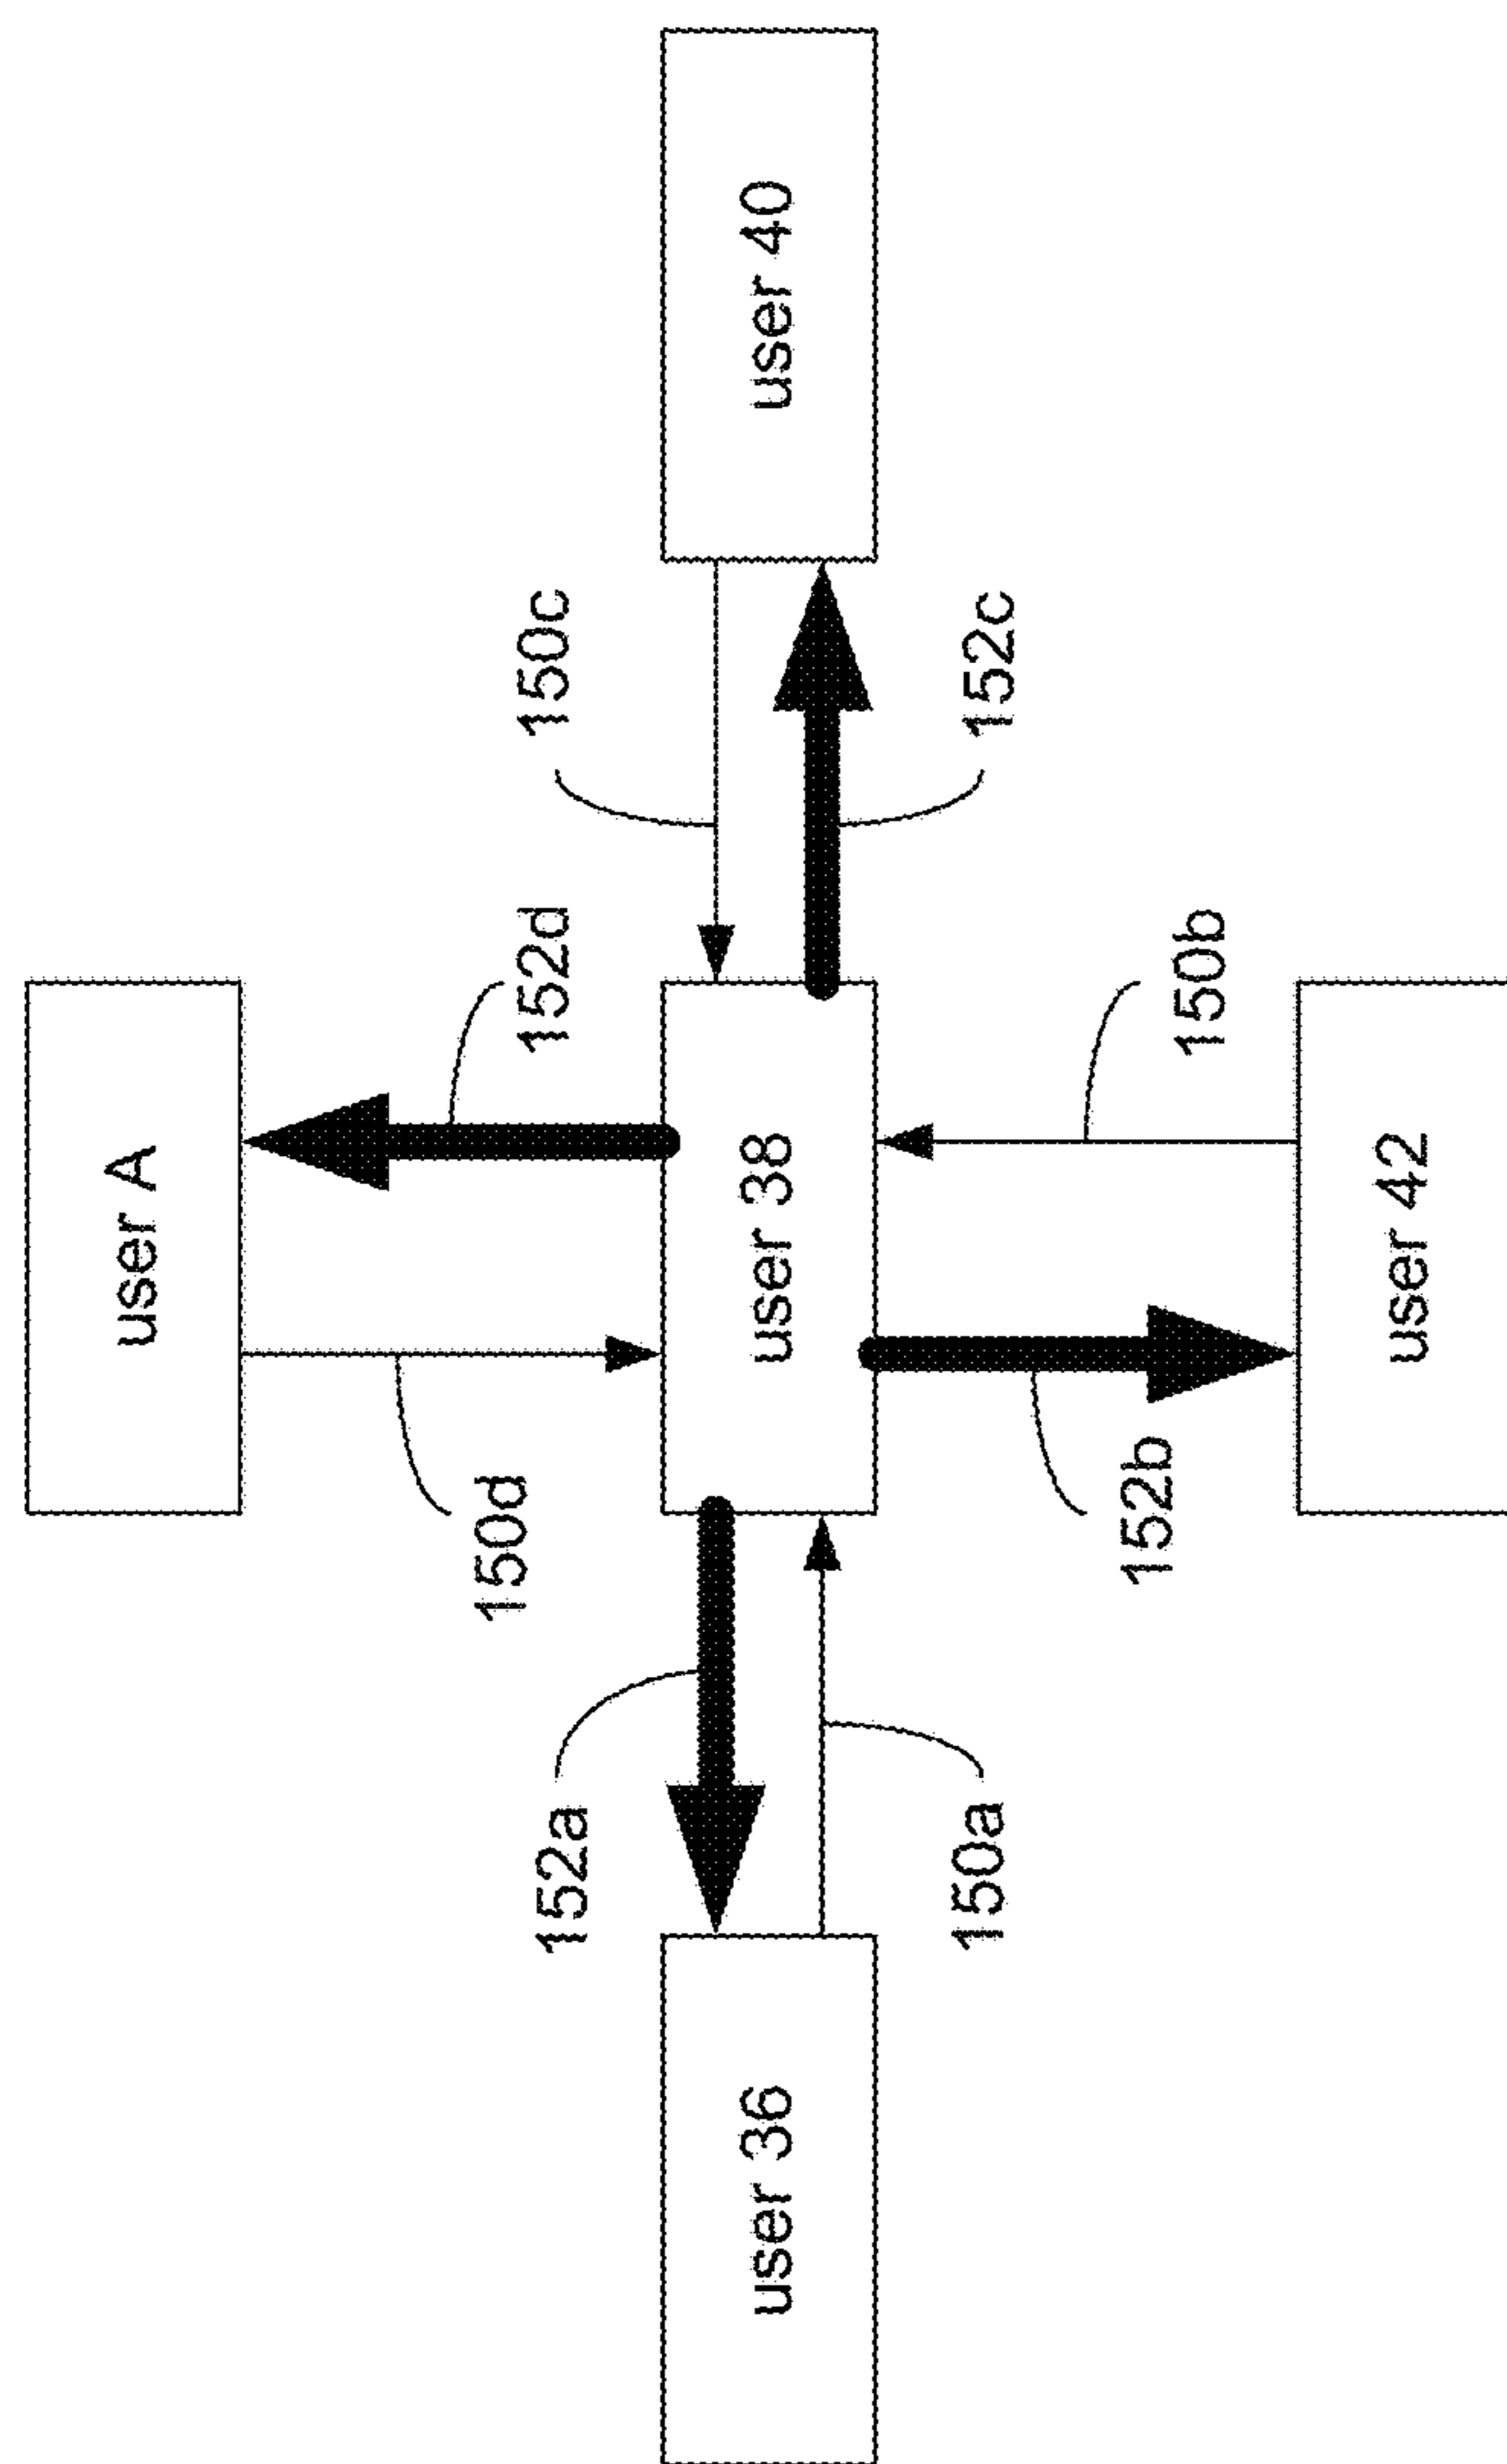 user A
150d
152d
152a
150c
user 36
user 38
user 40
150a
152c
152b
150b
user 42